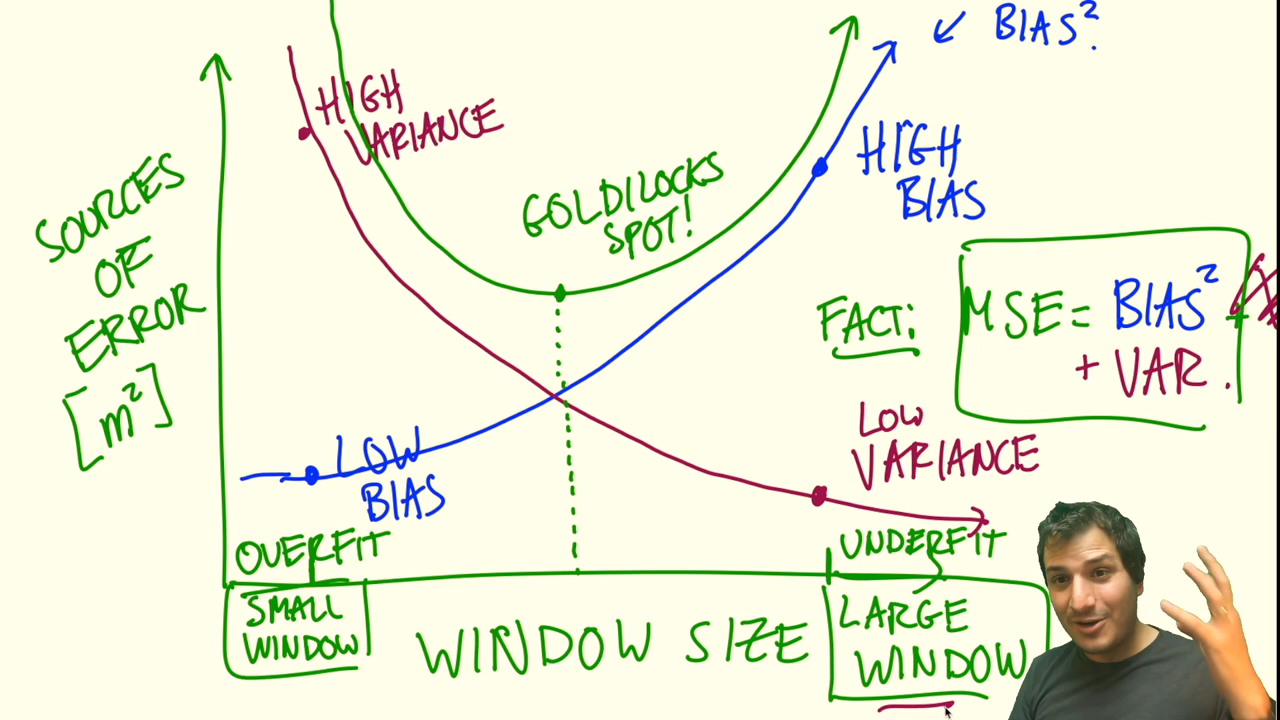 BIAS²
HIGH
VARIANCE
HIGH
BIAS
GOLDILOCKS
SPOT!
SOURCES
OF
ERROR
[m²]
FACT:
MSE = BIAS²
+ VAR.
LOW
VARIANCE
LOW
BIAS
OVERFIT
UNDERFIT
SMALL
WINDOW
WINDOW SIZE
LARGE
WINDOW